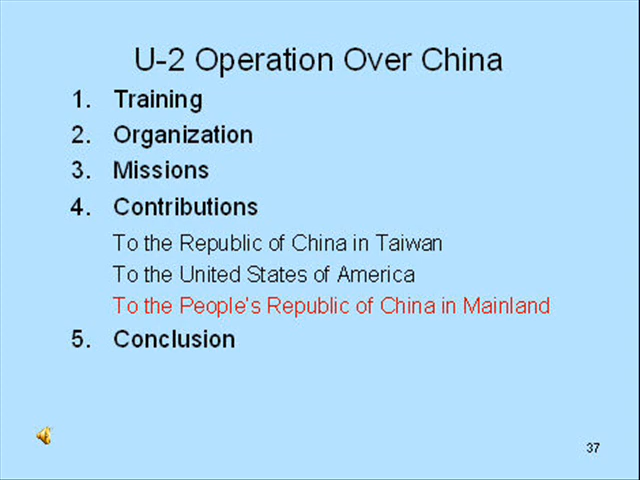 U-2 Operation Over China
1. Training
2. Organization
3. Missions
4. Contributions
To the Republic of China in Taiwan
To the United States of America
To the People's Republic of China in Mainland
5. Conclusion
37